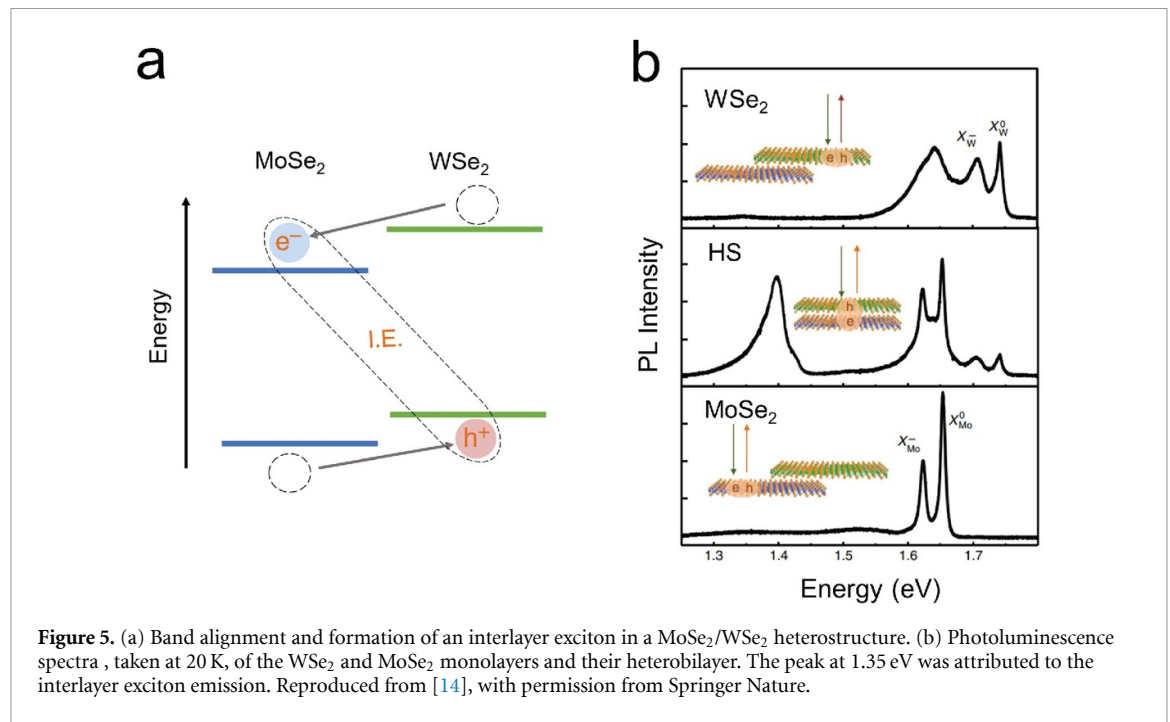 a
MoSe₂
WSe₂
Energy
e⁻
I.E.
h⁺
b
WSe₂
X⁻W
X⁰W
e h
HS
h
e
MoSe₂
X⁻Mo
X⁰Mo
e h
PL Intensity
1.3 1.4 1.5 1.6 1.7
Energy (eV)
Figure 5. (a) Band alignment and formation of an interlayer exciton in a MoSe₂/WSe₂ heterostructure. (b) Photoluminescence
spectra , taken at 20 K, of the WSe₂ and MoSe₂ monolayers and their heterobilayer. The peak at 1.35 eV was attributed to the
interlayer exciton emission. Reproduced from [14], with permission from Springer Nature.